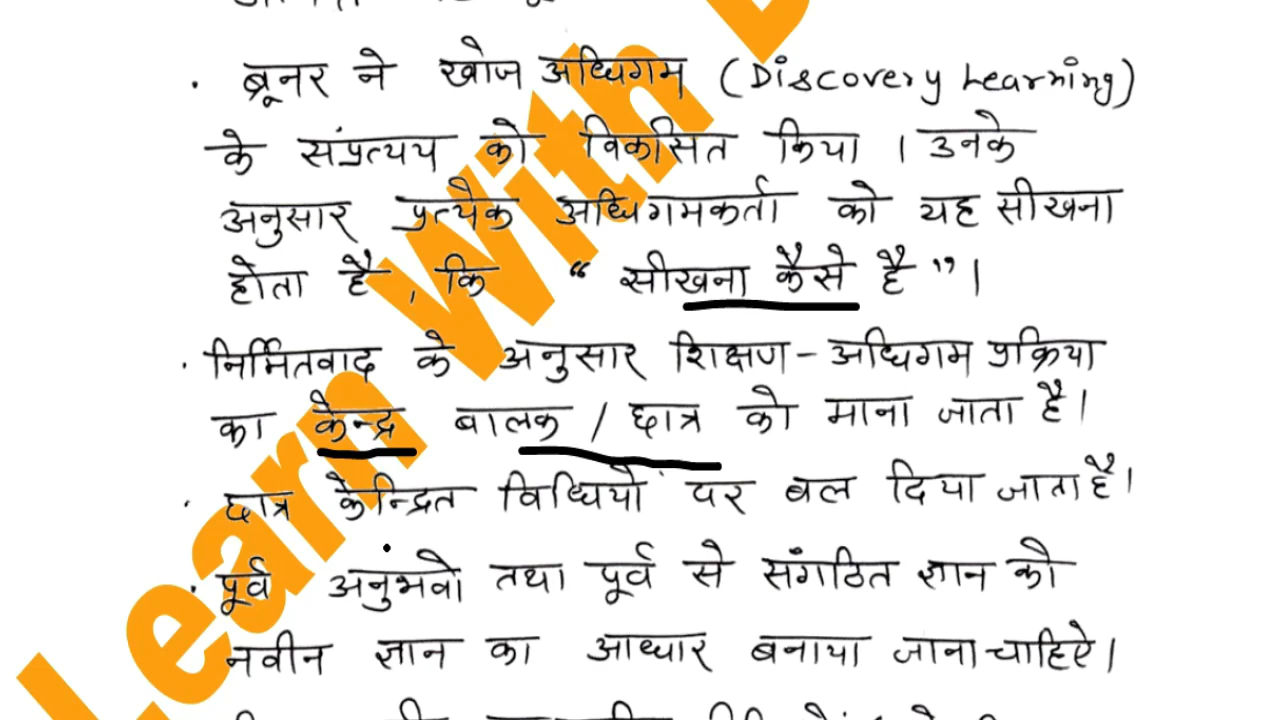 · ब्रूनर ने खोज अधिगम (Discovery Learning)
के संप्रत्यय को विकसित किया । उनके
अनुसार प्रत्येक अधिगमकर्ता को यह सीखना
होता है, कि “ सीखना कैसे है ”।
· निर्मितवाद के अनुसार शिक्षण - अधिगम प्रक्रिया
का केन्द्र बालक / छात्र को माना जाता है।
· छात्र केन्द्रित विधियों पर बल दिया जाता है।
· पूर्व अनुभवो तथा पूर्व से संगठित ज्ञान को
नवीन ज्ञान का आधार बनाया जाना चाहिऐ।
Learn With